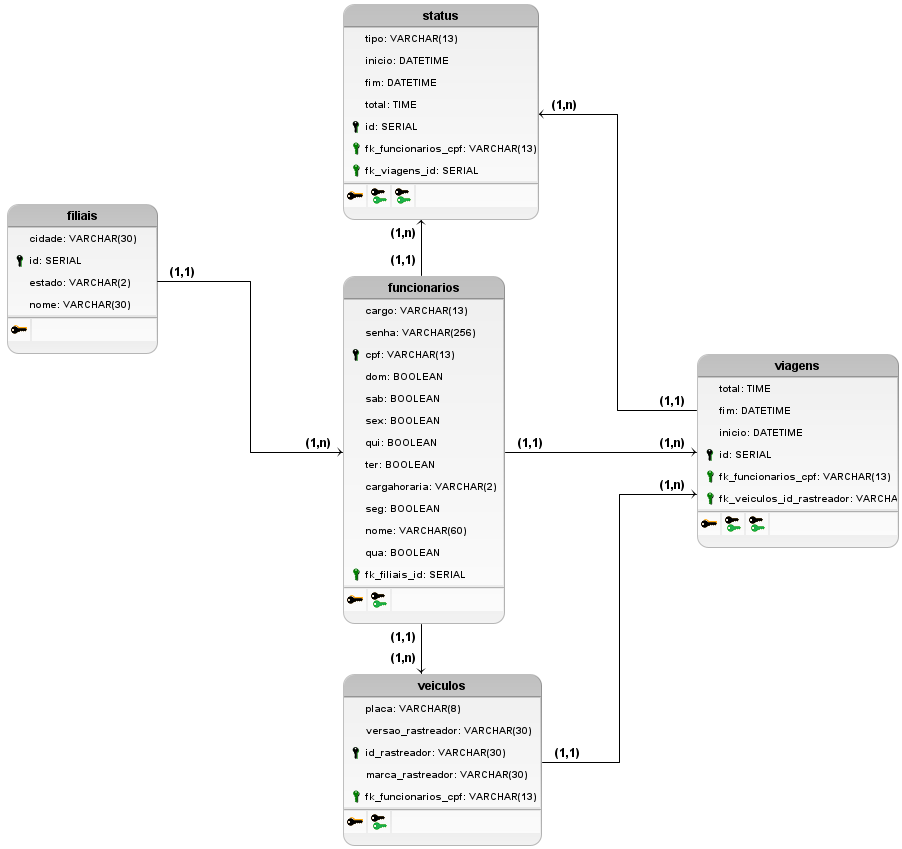 status
tipo: VARCHAR(13)
inicio: DATETIME
fim: DATETIME
total: TIME
id: SERIAL
fk_funcionarios_cpf: VARCHAR(13)
fk_viagens_id: SERIAL
(1,n)
(1,n)
(1,1)
filiais
cidade: VARCHAR(30)
id: SERIAL
estado: VARCHAR(2)
nome: VARCHAR(30)
(1,1)
(1,n)
funcionarios
cargo: VARCHAR(13)
senha: VARCHAR(256)
cpf: VARCHAR(13)
dom: BOOLEAN
sab: BOOLEAN
sex: BOOLEAN
qui: BOOLEAN
ter: BOOLEAN
cargahoraria: VARCHAR(2)
seg: BOOLEAN
nome: VARCHAR(60)
qua: BOOLEAN
fk_filiais_id: SERIAL
(1,1)
(1,1)
(1,n)
(1,n)
viagens
total: TIME
fim: DATETIME
inicio: DATETIME
id: SERIAL
fk_funcionarios_cpf: VARCHAR(13)
fk_veiculos_id_rastreador: VARCHA
(1,1)
(1,n)
veiculos
placa: VARCHAR(8)
versao_rastreador: VARCHAR(30)
id_rastreador: VARCHAR(30)
marca_rastreador: VARCHAR(30)
fk_funcionarios_cpf: VARCHAR(13)
(1,1)